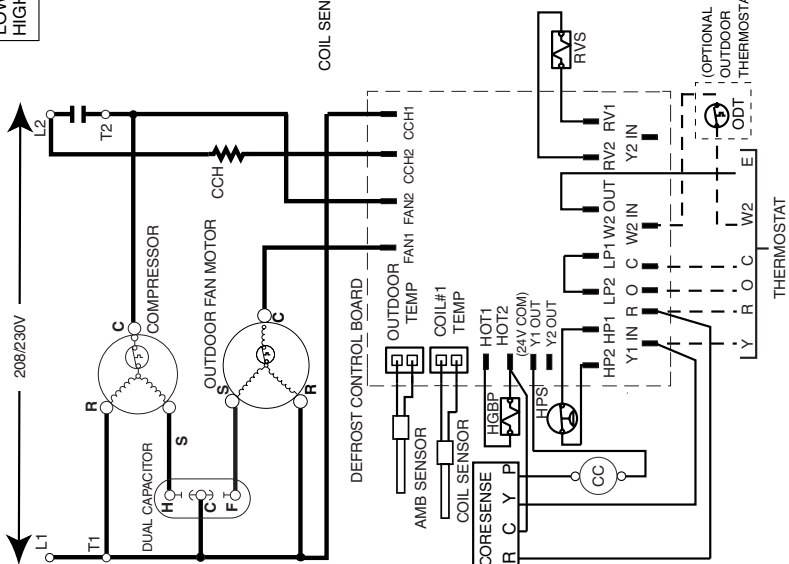 LOW
HIGH
208/230V
L1
L2
T1
T2
COIL SEN
CCH
COMPRESSOR
C
R
S
OUTDOOR FAN MOTOR
C
S
R
DUAL CAPACITOR
H
C
F
DEFROST CONTROL BOARD
FAN1
FAN2
CCH2
CCH1
OUTDOOR
TEMP
COIL#1
TEMP
AMB SENSOR
COIL SENSOR
HOT1
HOT2
(24V COM)
Y1 OUT
Y2 OUT
HGBP
HPS
HP2
HP1
LP2
LP1
W2 OUT
RV2
RV1
Y1 IN
R
O
C
W2 IN
Y2 IN
RVS
CC
CORESENSE
R
C
Y
P
(OPTIONAL
OUTDOOR
THERMOSTA
ODT
Y
R
O
C
W2
E
THERMOSTAT